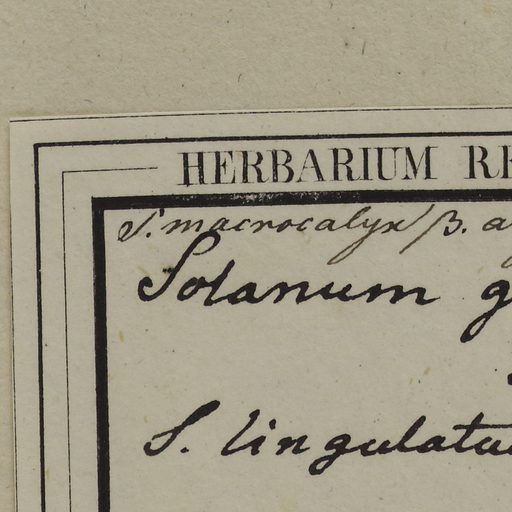 HERBARIUM RE
S. macrocalyx β. a
Solanum g
S. lingulatu